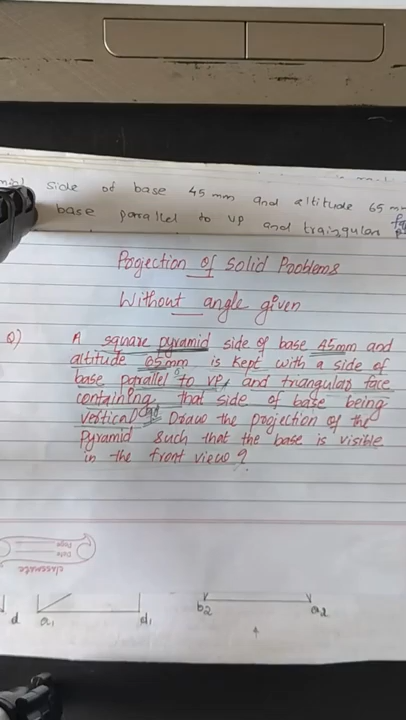 side of base 45 mm and altitude 65 mm
base parallel to VP and traingular
Projection of Solid Problems
Without angle given
Q) A square pyramid side of base 45mm and
altitude 65mm is kept with a side of
base parallel to VP, and triangular face
containing that side of base being
vertical. Draw the projection of the
Pyramid such that the base is visible
in the front view?
Date
Page
classmate
d a1 d1 b2 a2